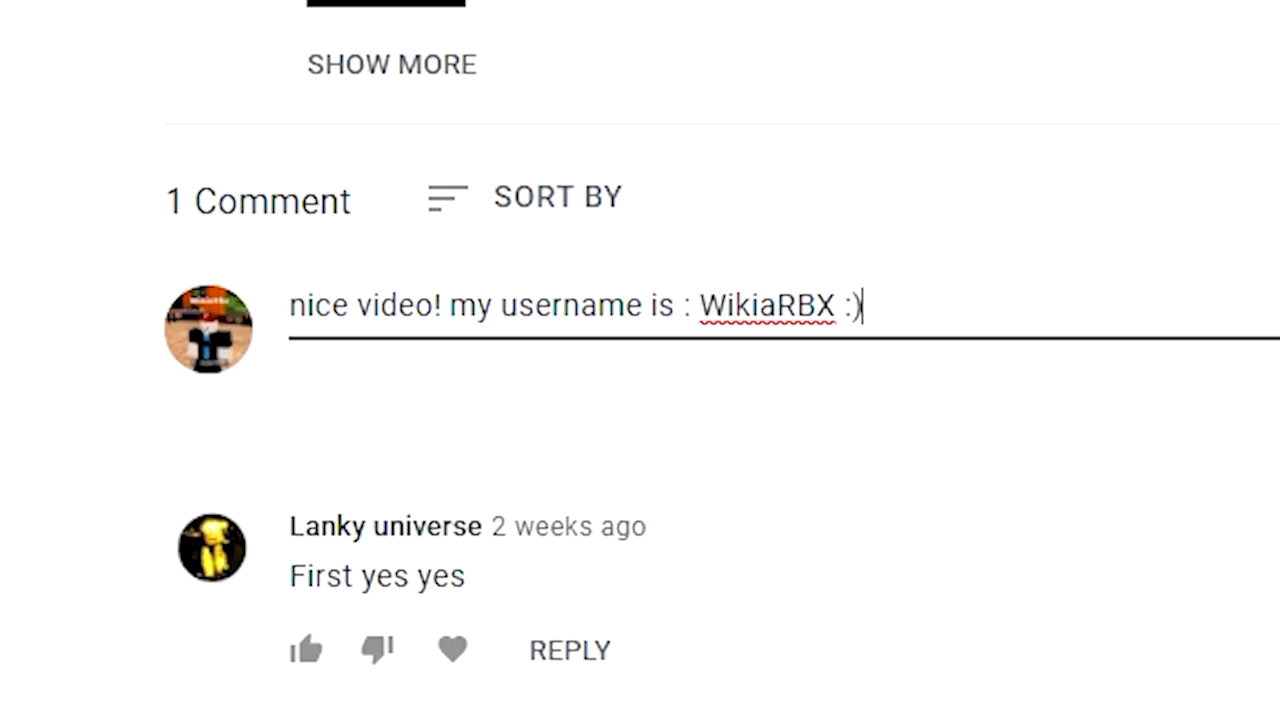 SHOW MORE
1 Comment
SORT BY
nice video! my username is : WikiaRBX :)
Lanky universe 2 weeks ago
First yes yes
REPLY